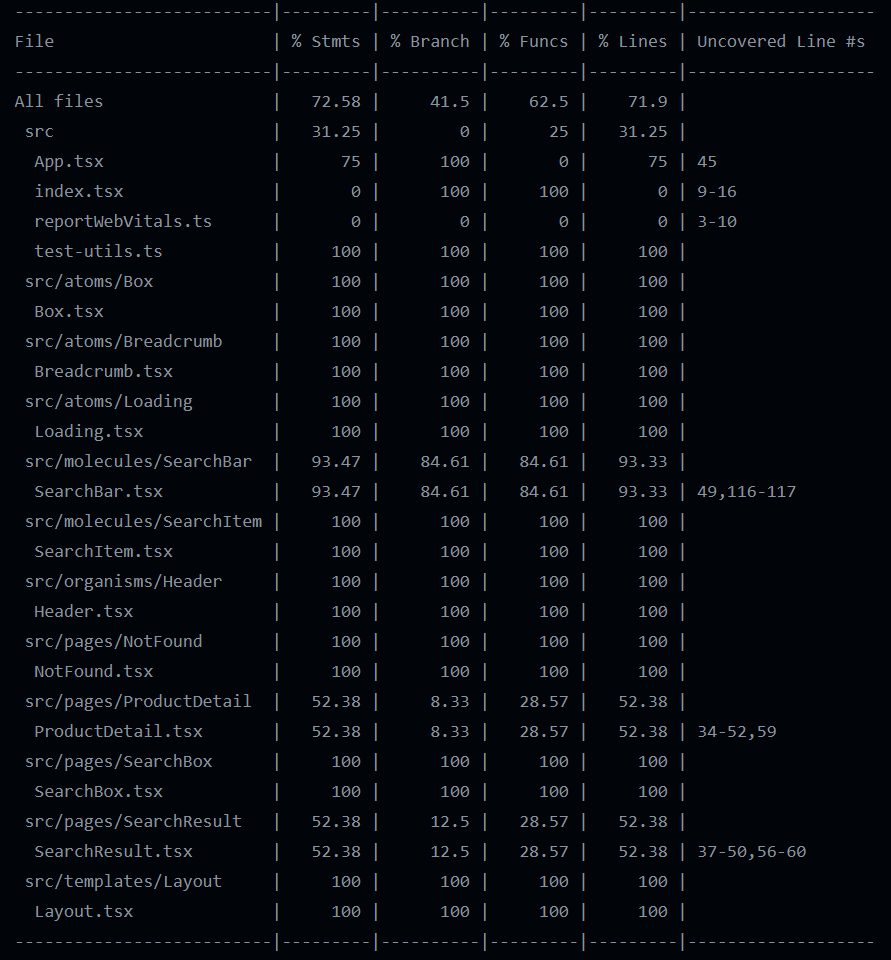 --------------------------|---------|----------|---------|---------|-------------------
File                      | % Stmts | % Branch | % Funcs | % Lines | Uncovered Line #s
--------------------------|---------|----------|---------|---------|-------------------
All files                 |   72.58 |     41.5 |    62.5 |    71.9 |
 src                      |   31.25 |        0 |      25 |   31.25 |
  App.tsx                 |      75 |      100 |       0 |      75 | 45
  index.tsx               |       0 |      100 |     100 |       0 | 9-16
  reportWebVitals.ts      |       0 |        0 |       0 |       0 | 3-10
  test-utils.ts           |     100 |      100 |     100 |     100 |
 src/atoms/Box            |     100 |      100 |     100 |     100 |
  Box.tsx                 |     100 |      100 |     100 |     100 |
 src/atoms/Breadcrumb     |     100 |      100 |     100 |     100 |
  Breadcrumb.tsx          |     100 |      100 |     100 |     100 |
 src/atoms/Loading        |     100 |      100 |     100 |     100 |
  Loading.tsx             |     100 |      100 |     100 |     100 |
 src/molecules/SearchBar  |   93.47 |    84.61 |   84.61 |   93.33 |
  SearchBar.tsx           |   93.47 |    84.61 |   84.61 |   93.33 | 49,116-117
 src/molecules/SearchItem |     100 |      100 |     100 |     100 |
  SearchItem.tsx          |     100 |      100 |     100 |     100 |
 src/organisms/Header     |     100 |      100 |     100 |     100 |
  Header.tsx              |     100 |      100 |     100 |     100 |
 src/pages/NotFound       |     100 |      100 |     100 |     100 |
  NotFound.tsx            |     100 |      100 |     100 |     100 |
 src/pages/ProductDetail  |   52.38 |     8.33 |   28.57 |   52.38 |
  ProductDetail.tsx       |   52.38 |     8.33 |   28.57 |   52.38 | 34-52,59
 src/pages/SearchBox      |     100 |      100 |     100 |     100 |
  SearchBox.tsx           |     100 |      100 |     100 |     100 |
 src/pages/SearchResult   |   52.38 |     12.5 |   28.57 |   52.38 |
  SearchResult.tsx        |   52.38 |     12.5 |   28.57 |   52.38 | 37-50,56-60
 src/templates/Layout     |     100 |      100 |     100 |     100 |
  Layout.tsx              |     100 |      100 |     100 |     100 |
--------------------------|---------|----------|---------|---------|-------------------